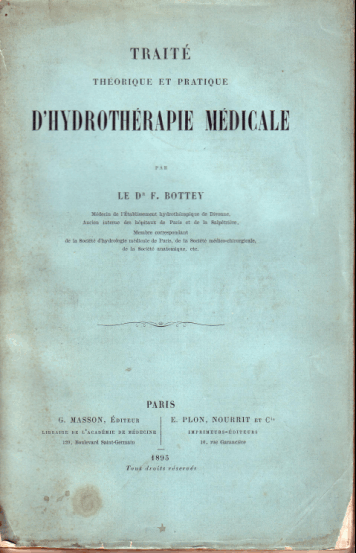 TRAITÉ
THÉORIQUE ET PRATIQUE
D'HYDROTHÉRAPIE MÉDICALE
PAR
LE Dr F. BOTTEY
Médecin de l'Établissement hydrothérapique de Divonne,
Ancien interne des hôpitaux de Paris et de la Salpêtrière,
Membre correspondant
de la Société d'hydrologie médicale de Paris, de la Société médico-chirurgicale,
de la Société anatomique, etc.
PARIS
G. MASSON, ÉDITEUR
LIBRAIRE DE L'ACADÉMIE DE MÉDECINE
120, Boulevard Saint-Germain
E. PLON, NOURRIT ET Cie
IMPRIMEURS-ÉDITEURS
10, rue Garancière
1895
Tous droits réservés